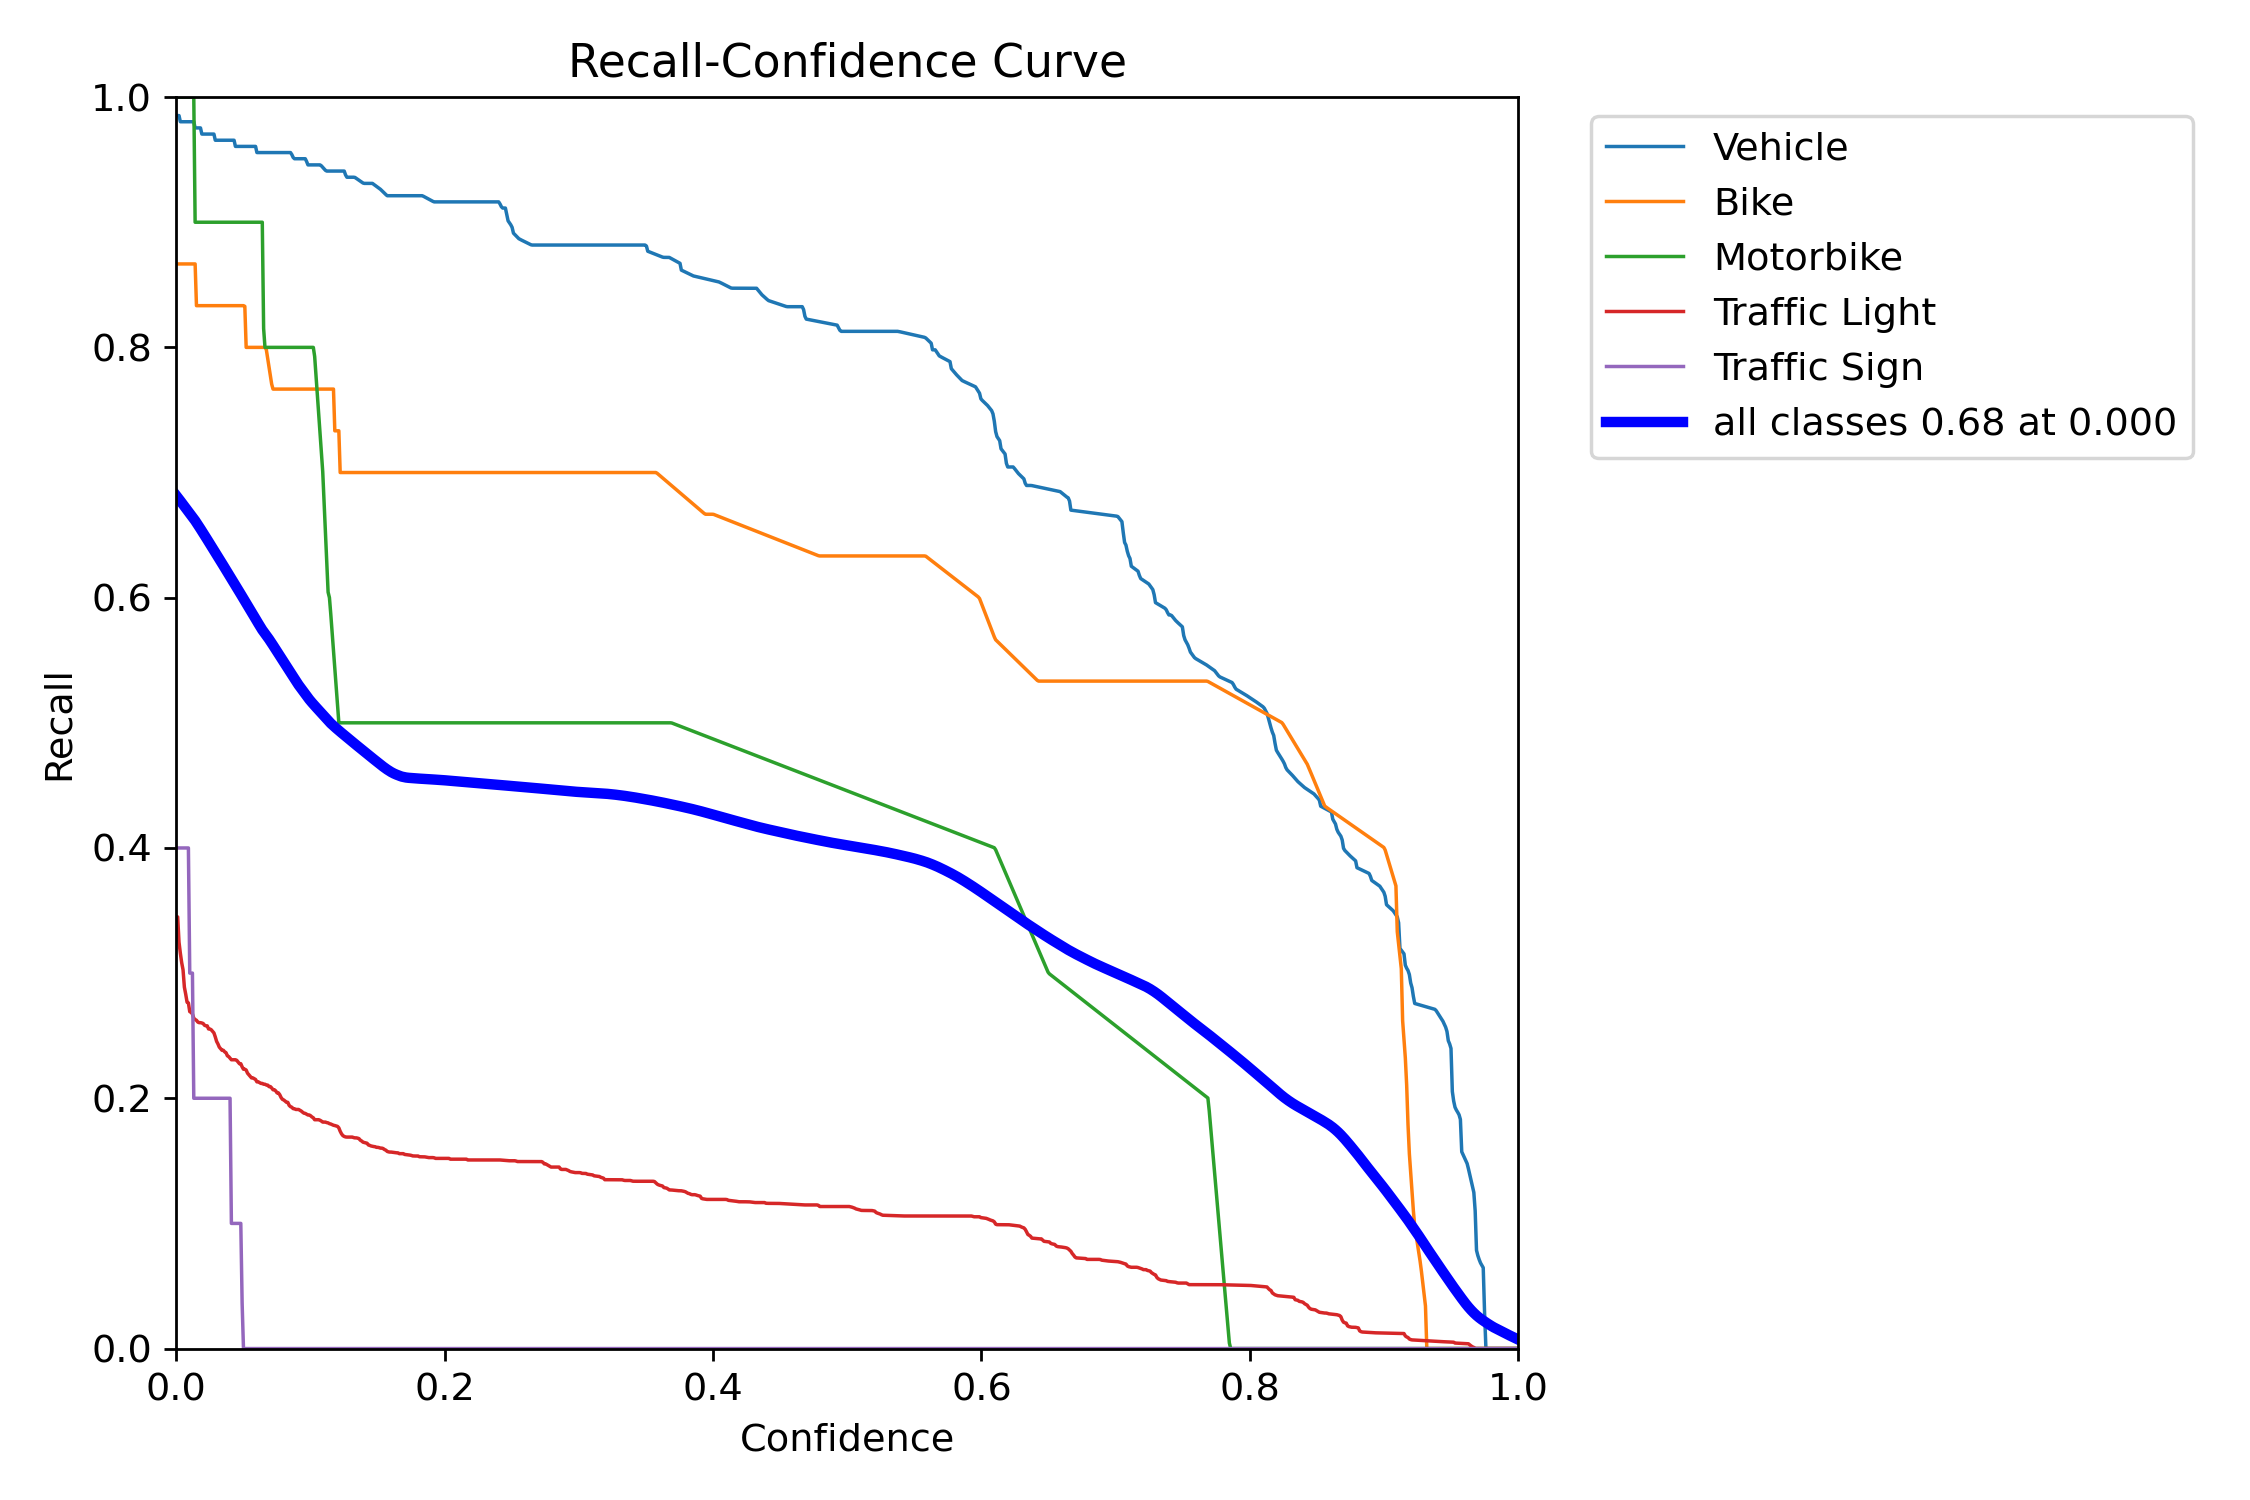 Recall-Confidence Curve
1.0
0.8
0.6
0.4
0.2
0.0
Recall
0.0 0.2 0.4 0.6 0.8 1.0
Confidence
Vehicle
Bike
Motorbike
Traffic Light
Traffic Sign
all classes 0.68 at 0.000